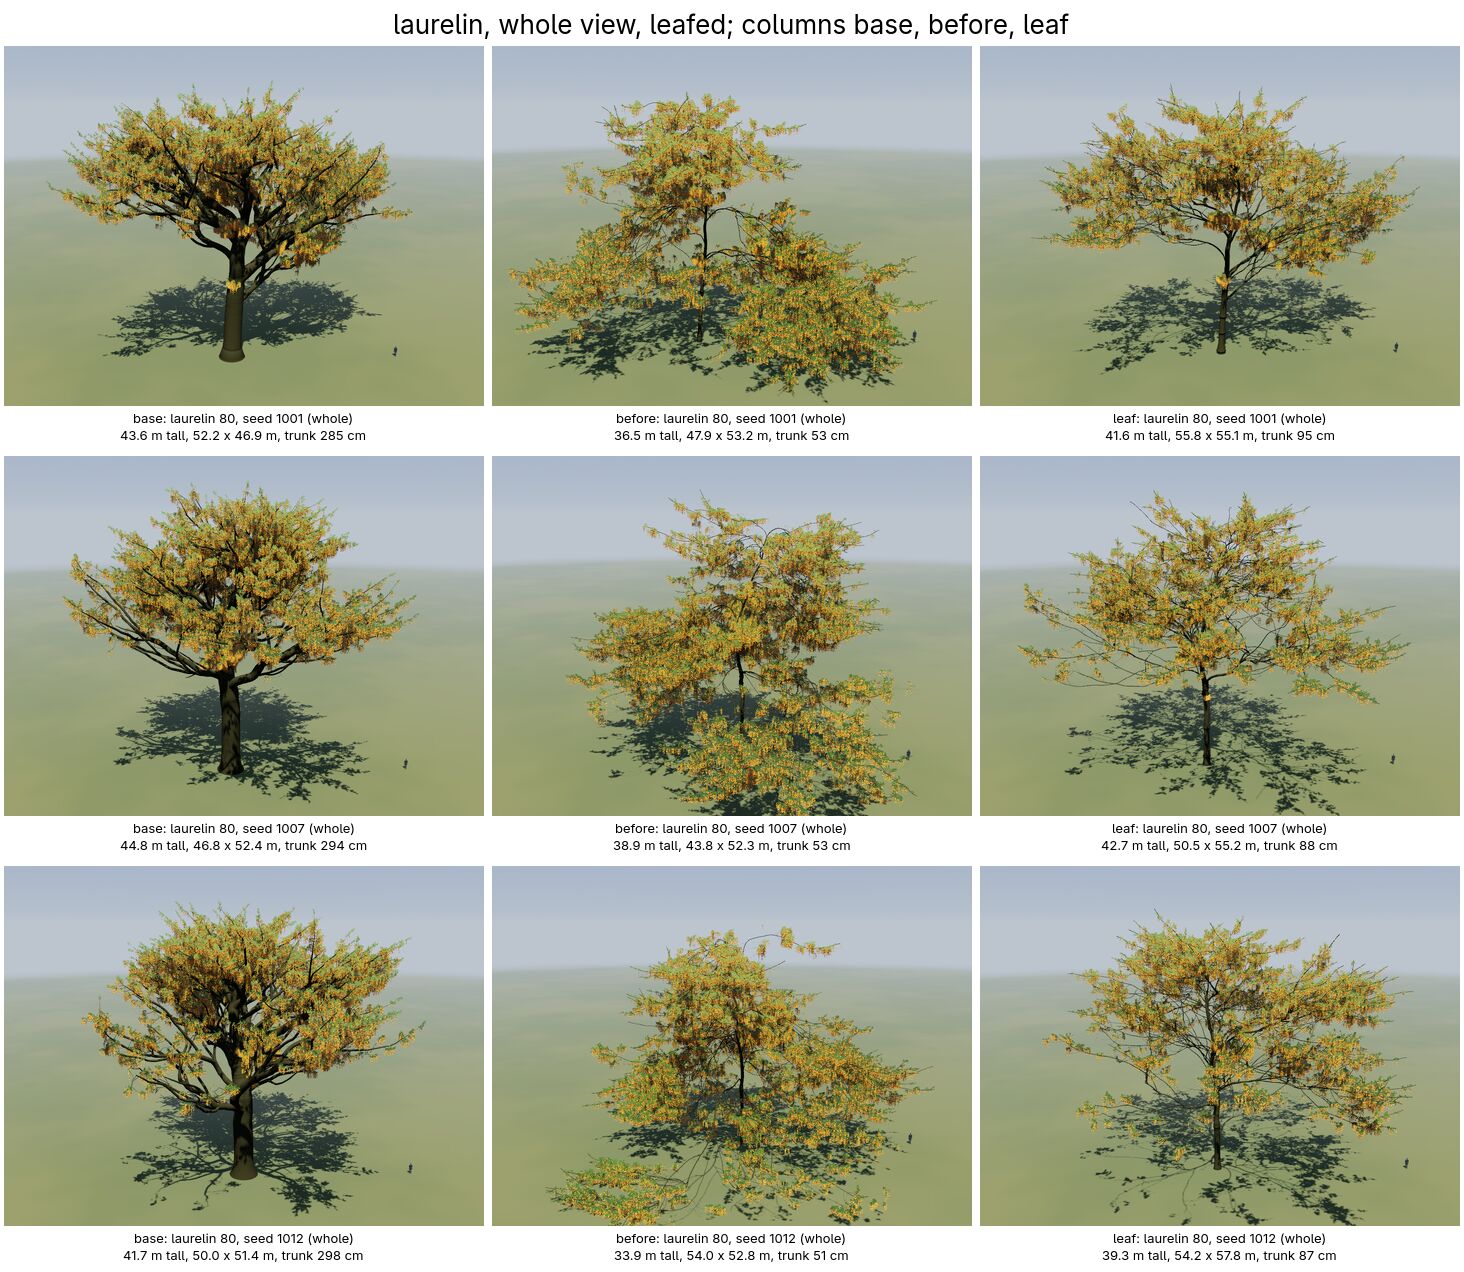 laurelin, whole view, leafed; columns base, before, leaf
base: laurelin 80, seed 1001 (whole)
43.6 m tall, 52.2 x 46.9 m, trunk 285 cm
before: laurelin 80, seed 1001 (whole)
36.5 m tall, 47.9 x 53.2 m, trunk 53 cm
leaf: laurelin 80, seed 1001 (whole)
41.6 m tall, 55.8 x 55.1 m, trunk 95 cm
base: laurelin 80, seed 1007 (whole)
44.8 m tall, 46.8 x 52.4 m, trunk 294 cm
before: laurelin 80, seed 1007 (whole)
38.9 m tall, 43.8 x 52.3 m, trunk 53 cm
leaf: laurelin 80, seed 1007 (whole)
42.7 m tall, 50.5 x 55.2 m, trunk 88 cm
base: laurelin 80, seed 1012 (whole)
41.7 m tall, 50.0 x 51.4 m, trunk 298 cm
before: laurelin 80, seed 1012 (whole)
33.9 m tall, 54.0 x 52.8 m, trunk 51 cm
leaf: laurelin 80, seed 1012 (whole)
39.3 m tall, 54.2 x 57.8 m, trunk 87 cm